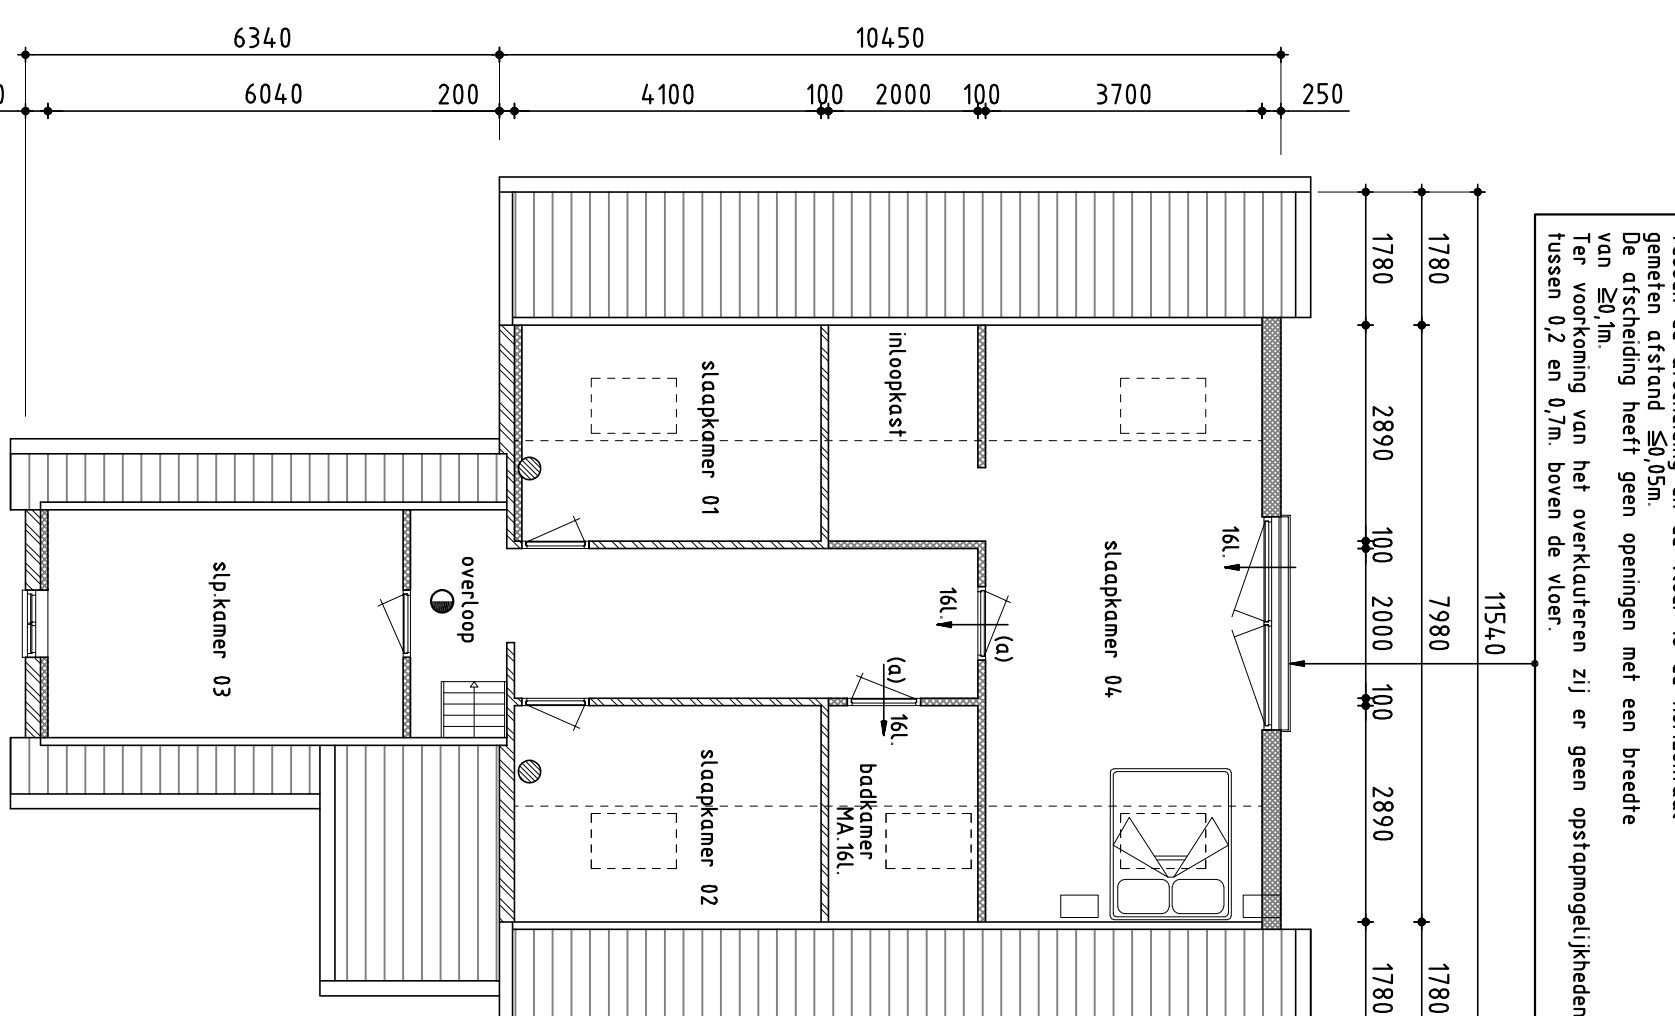 6340
10450
6040
200
4100
100
2000
100
3700
250
1780
2890
100
2000
100
2890
1780
1780
7980
1780
11540
gemeten afstand ≦0,05m.
De afscheiding heeft geen openingen met een breedte
van ≧0,1m.
Ter voorkoming van het overklauteren zij er geen opstapmogelijkheden
tussen 0,2 en 0,7m. boven de vloer.
slaapkamer 01
inloopkast
slaapkamer 04
16l.
16l.
(a)
(a)
16l.
overloop
slp.kamer 03
slaapkamer 02
badkamer
MA.16l.